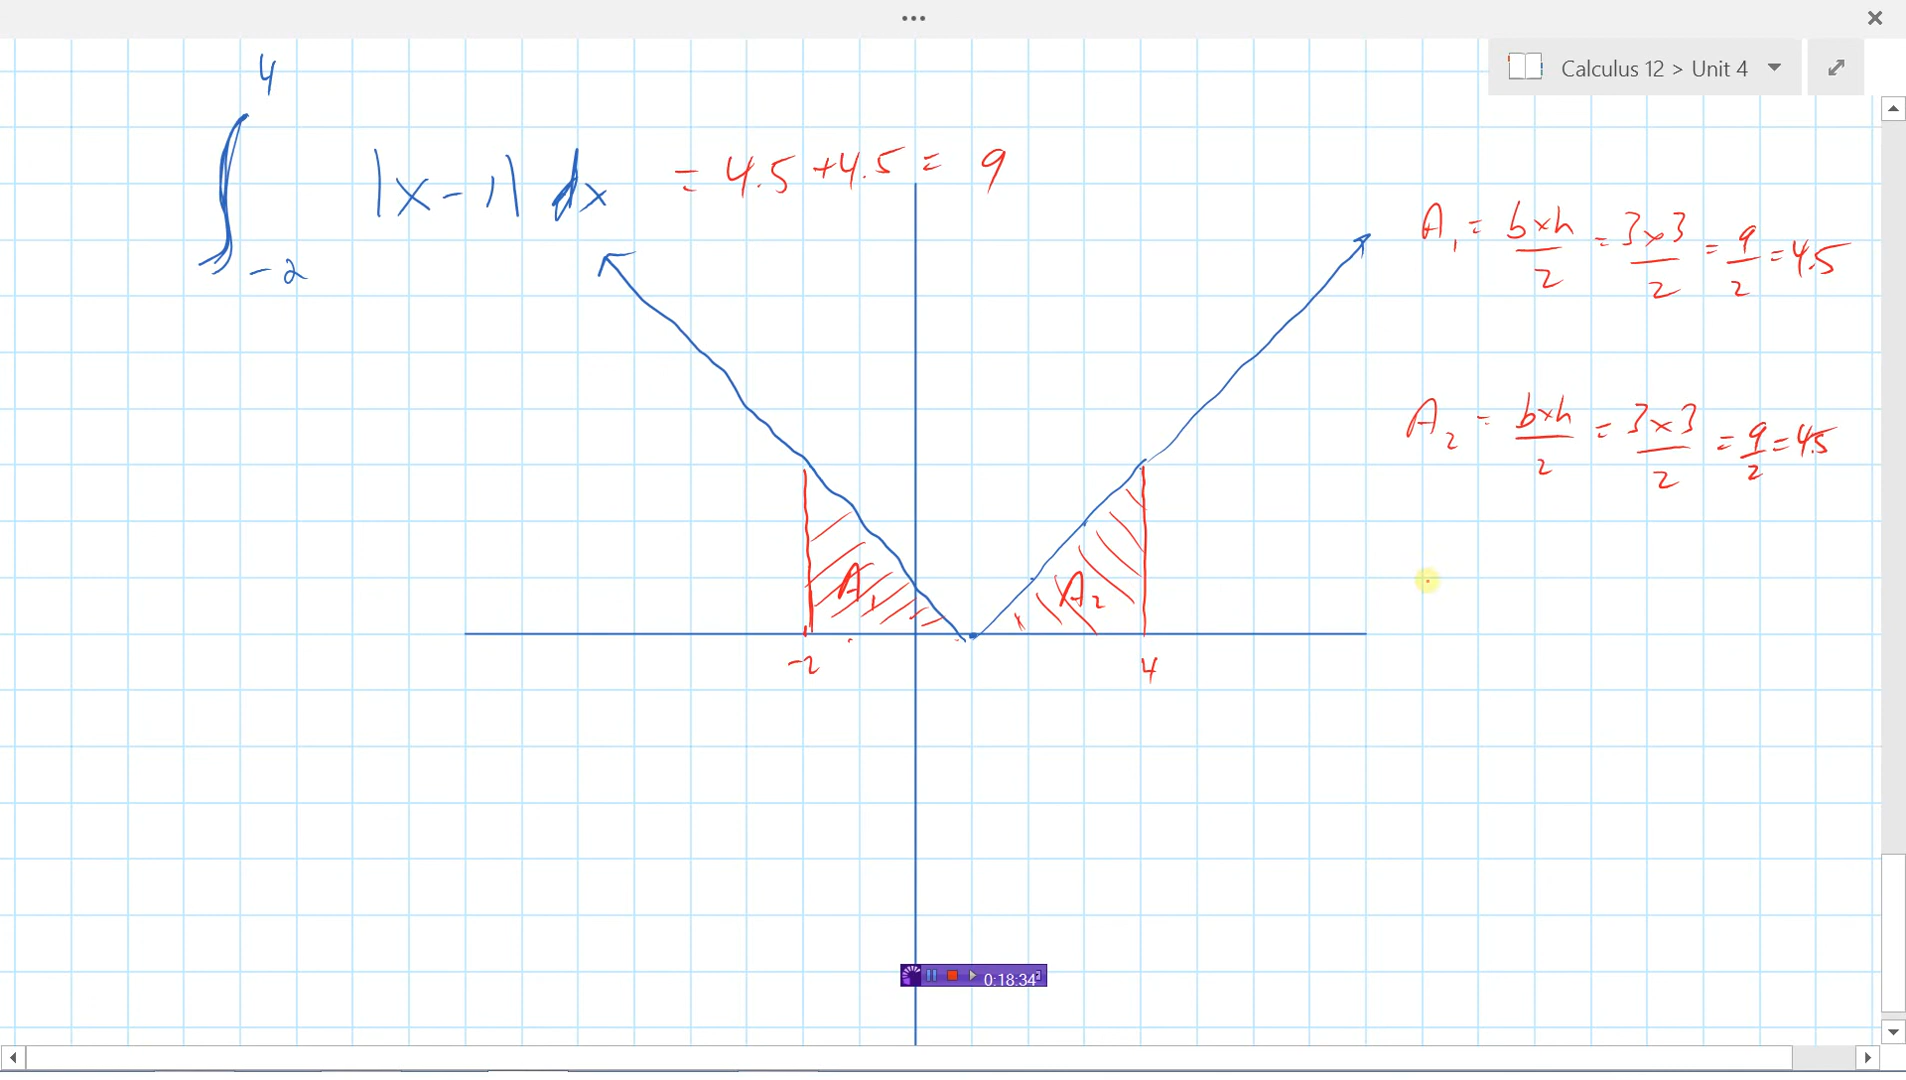 Calculus 12 > Unit 4
∫_{-2}^{4} |x-1| dx = 4.5 + 4.5 = 9
A₁ = b×h/2 = 3×3/2 = 9/2 = 4.5
A₂ = b×h/2 = 3×3/2 = 9/2 = 4.5
A₁ A₂
-2 4
0:18:34